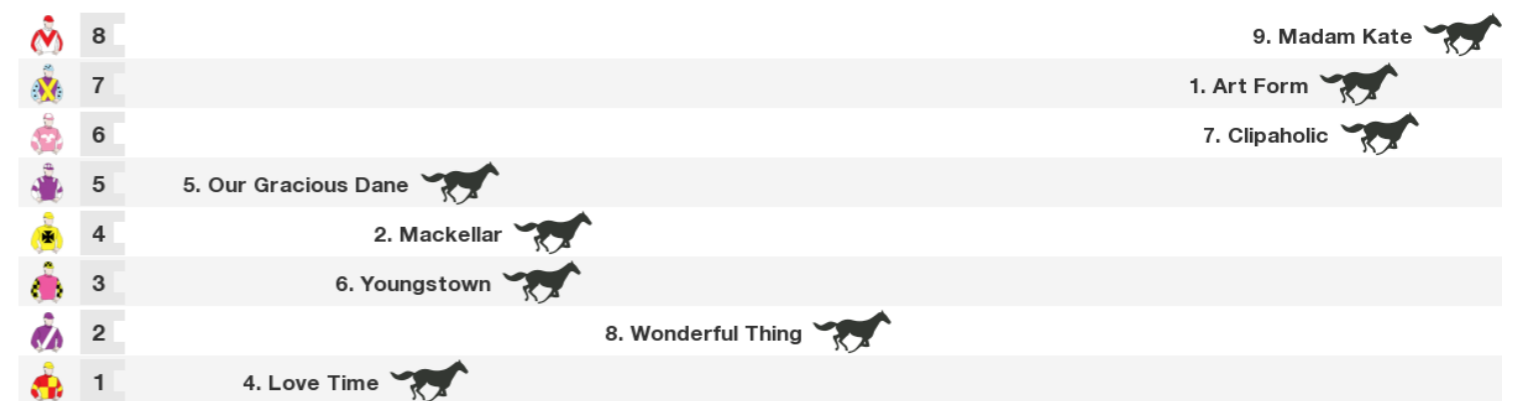 8 9. Madam Kate
7 1. Art Form
6 7. Clipaholic
5 5. Our Gracious Dane
4 2. Mackellar
3 6. Youngstown
2 8. Wonderful Thing
1 4. Love Time